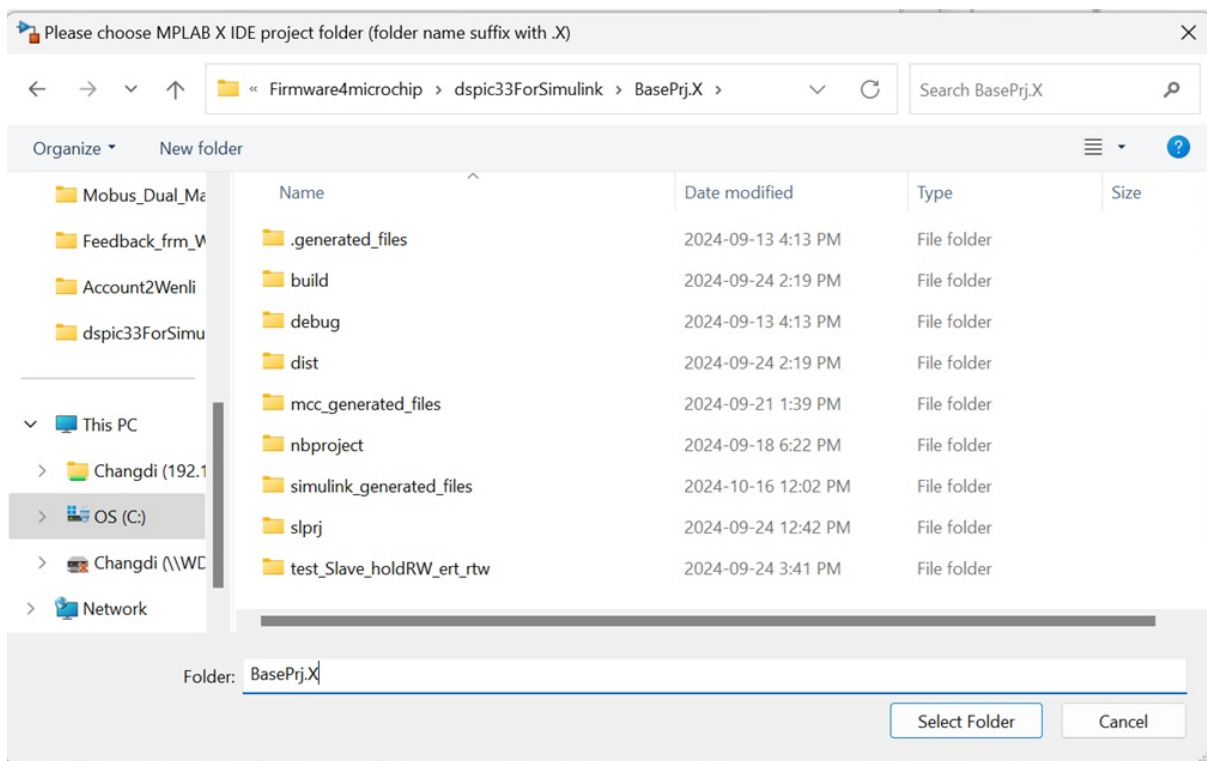 Please choose MPLAB X IDE project folder (folder name suffix with .X)
« Firmware4microchip › dspic33ForSimulink › BasePrj.X ›
Search BasePrj.X
Organize
New folder
Name
Date modified
Type
Size
Mobus_Dual_Ma
Feedback_frm_W
Account2Wenli
dspic33ForSimu
This PC
Changdi (192.1
OS (C:)
Changdi (\\WD
Network
.generated_files 2024-09-13 4:13 PM File folder
build 2024-09-24 2:19 PM File folder
debug 2024-09-13 4:13 PM File folder
dist 2024-09-24 2:19 PM File folder
mcc_generated_files 2024-09-21 1:39 PM File folder
nbproject 2024-09-18 6:22 PM File folder
simulink_generated_files 2024-10-16 12:02 PM File folder
slprj 2024-09-24 12:42 PM File folder
test_Slave_holdRW_ert_rtw 2024-09-24 3:41 PM File folder
Folder: BasePrj.X
Select Folder
Cancel